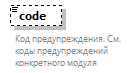 code
Код предупреждения. См.
коды предупреждений
конкретного модуля